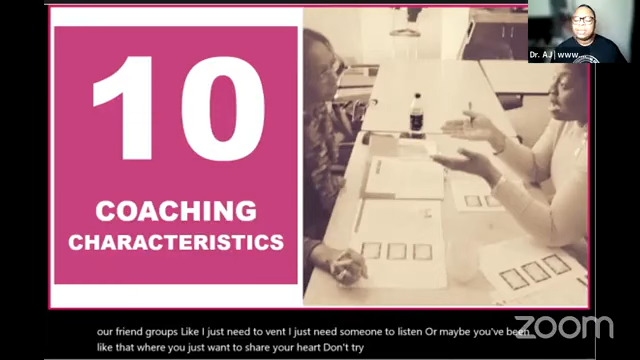 10
COACHING
CHARACTERISTICS
Dr. AJ| www...
our friend groups Like I just need to vent I just need someone to listen Or maybe you've been
like that where you just want to share your heart Don't try
zoom